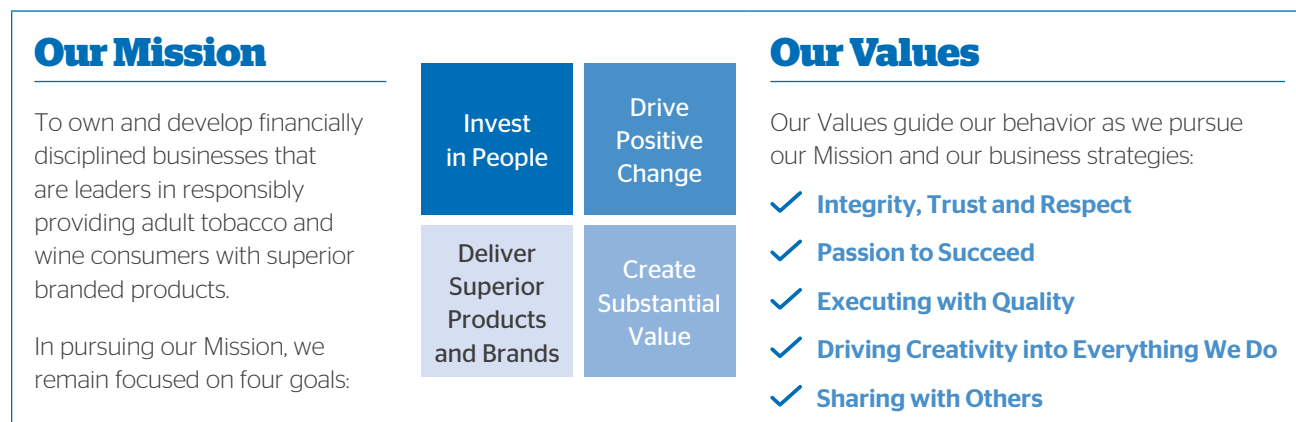 Our Mission
To own and develop financially
disciplined businesses that
are leaders in responsibly
providing adult tobacco and
wine consumers with superior
branded products.
In pursuing our Mission, we
remain focused on four goals:
Invest
in People
Drive
Positive
Change
Deliver
Superior
Products
and Brands
Create
Substantial
Value
Our Values
Our Values guide our behavior as we pursue
our Mission and our business strategies:
Integrity, Trust and Respect
Passion to Succeed
Executing with Quality
Driving Creativity into Everything We Do
Sharing with Others